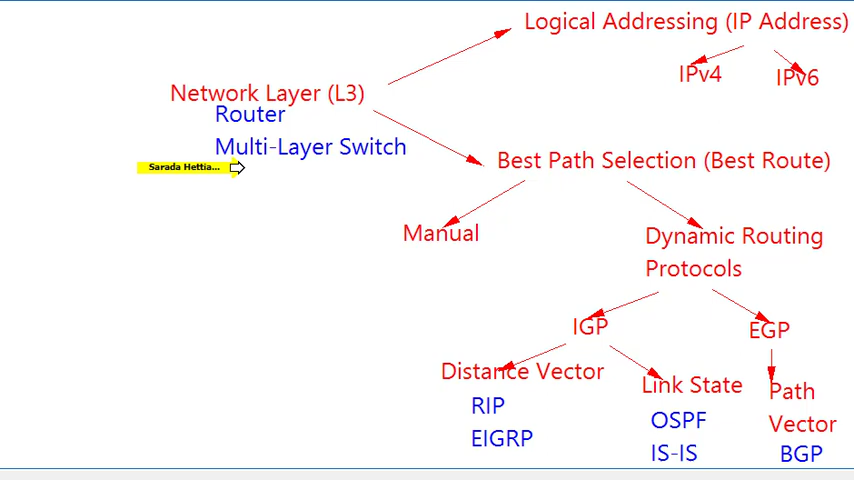 Logical Addressing (IP Address)
IPv4
IPv6
Network Layer (L3)
Router
Multi-Layer Switch
Sarada Hettia...
Best Path Selection (Best Route)
Manual
Dynamic Routing
Protocols
IGP
EGP
Distance Vector
RIP
EIGRP
Link State
OSPF
IS-IS
Path
Vector
BGP